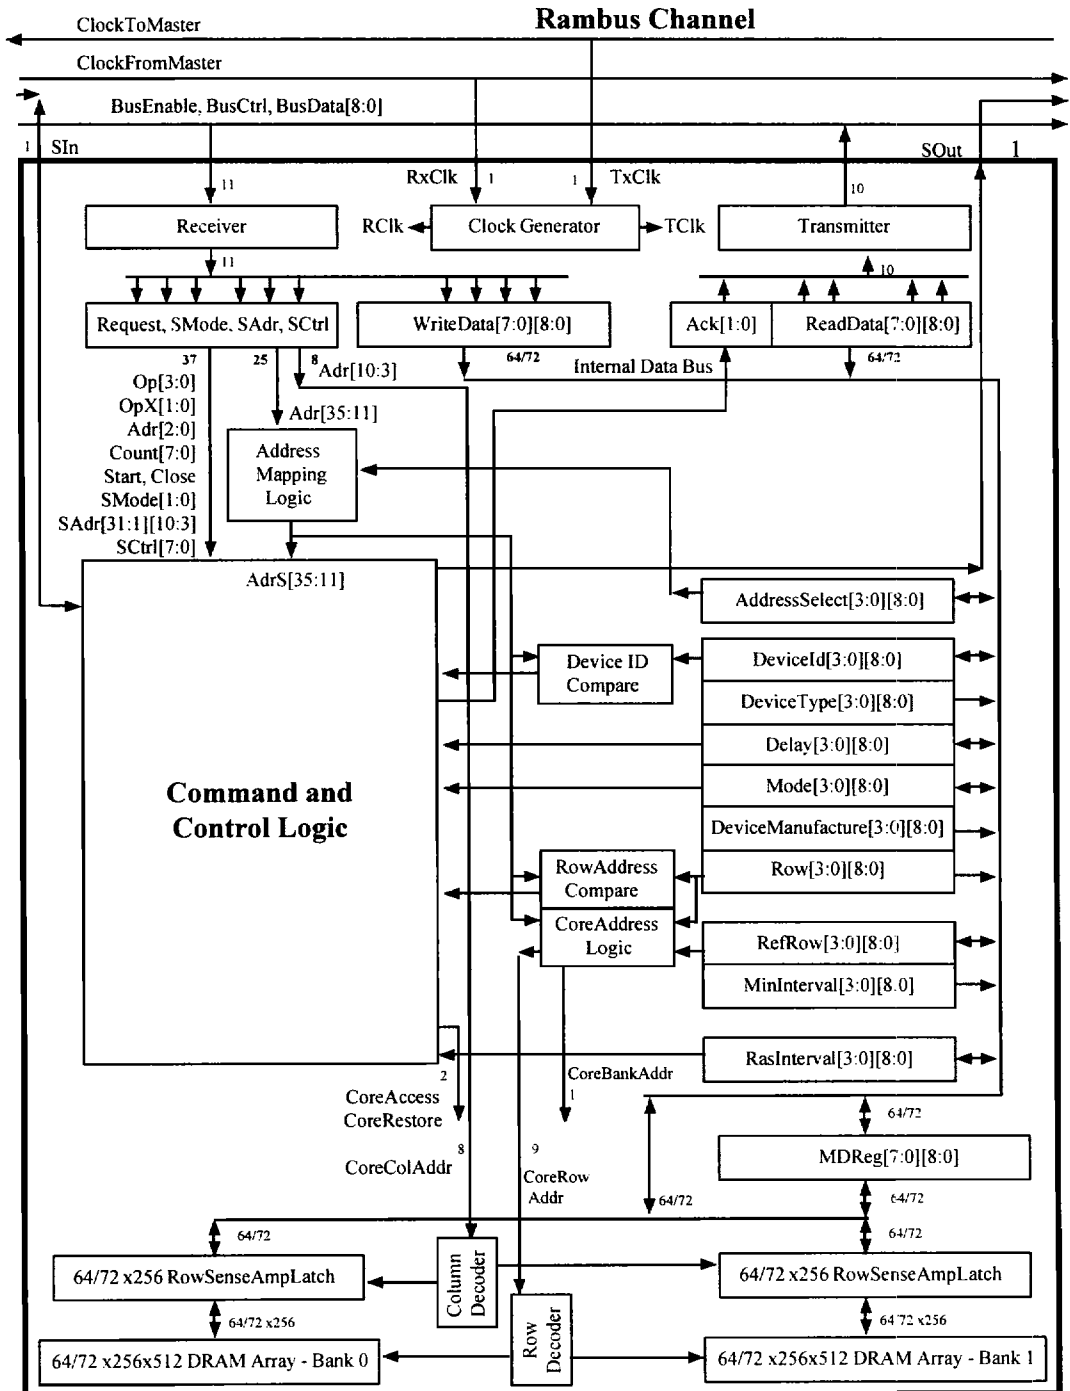 Rambus Channel
ClockToMaster
ClockFromMaster
BusEnable, BusCtrl, BusData[8:0]
1 SIn
SOut 1
RxClk 1
1 TxClk
11
10
Receiver
RClk
Clock Generator
TClk
Transmitter
11
10
Request, SMode, SAdr, SCtrl
WriteData[7:0][8:0]
Ack[1:0]
ReadData[7:0][8:0]
37
25
8
Adr[10:3]
64/72
Internal Data Bus
64/72
Op[3:0]
OpX[1:0]
Adr[2:0]
Count[7:0]
Start, Close
SMode[1:0]
SAdr[31:1][10:3]
SCtrl[7:0]
Adr[35:11]
Address
Mapping
Logic
AdrS[35:11]
AddressSelect[3:0][8:0]
Device ID
Compare
DeviceId[3:0][8:0]
DeviceType[3:0][8:0]
Delay[3:0][8:0]
Mode[3:0][8:0]
DeviceManufacture[3:0][8:0]
Row[3:0][8:0]
Command and
Control Logic
RowAddress
Compare
CoreAddress
Logic
RefRow[3:0][8:0]
MinInterval[3:0][8.0]
RasInterval[3:0][8:0]
2
CoreAccess
CoreRestore
CoreBankAddr
1
8
CoreColAddr
9
CoreRow
Addr
64/72
64/72
MDReg[7:0][8:0]
64/72
64/72
64/72
Column
Decoder
64/72 x256 RowSenseAmpLatch
64/72 x256 RowSenseAmpLatch
64/72 x256
64/72 x256
Row
Decoder
64/72 x256x512 DRAM Array - Bank 0
64/72 x256x512 DRAM Array - Bank 1